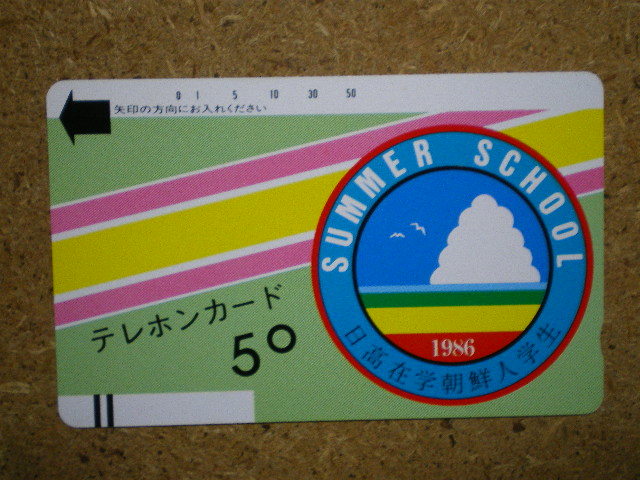 0 1 5 10 30 50
矢印の方向にお入れください
SUMMER SCHOOL
1986
日高在学朝鮮人学生
テレホンカード
50